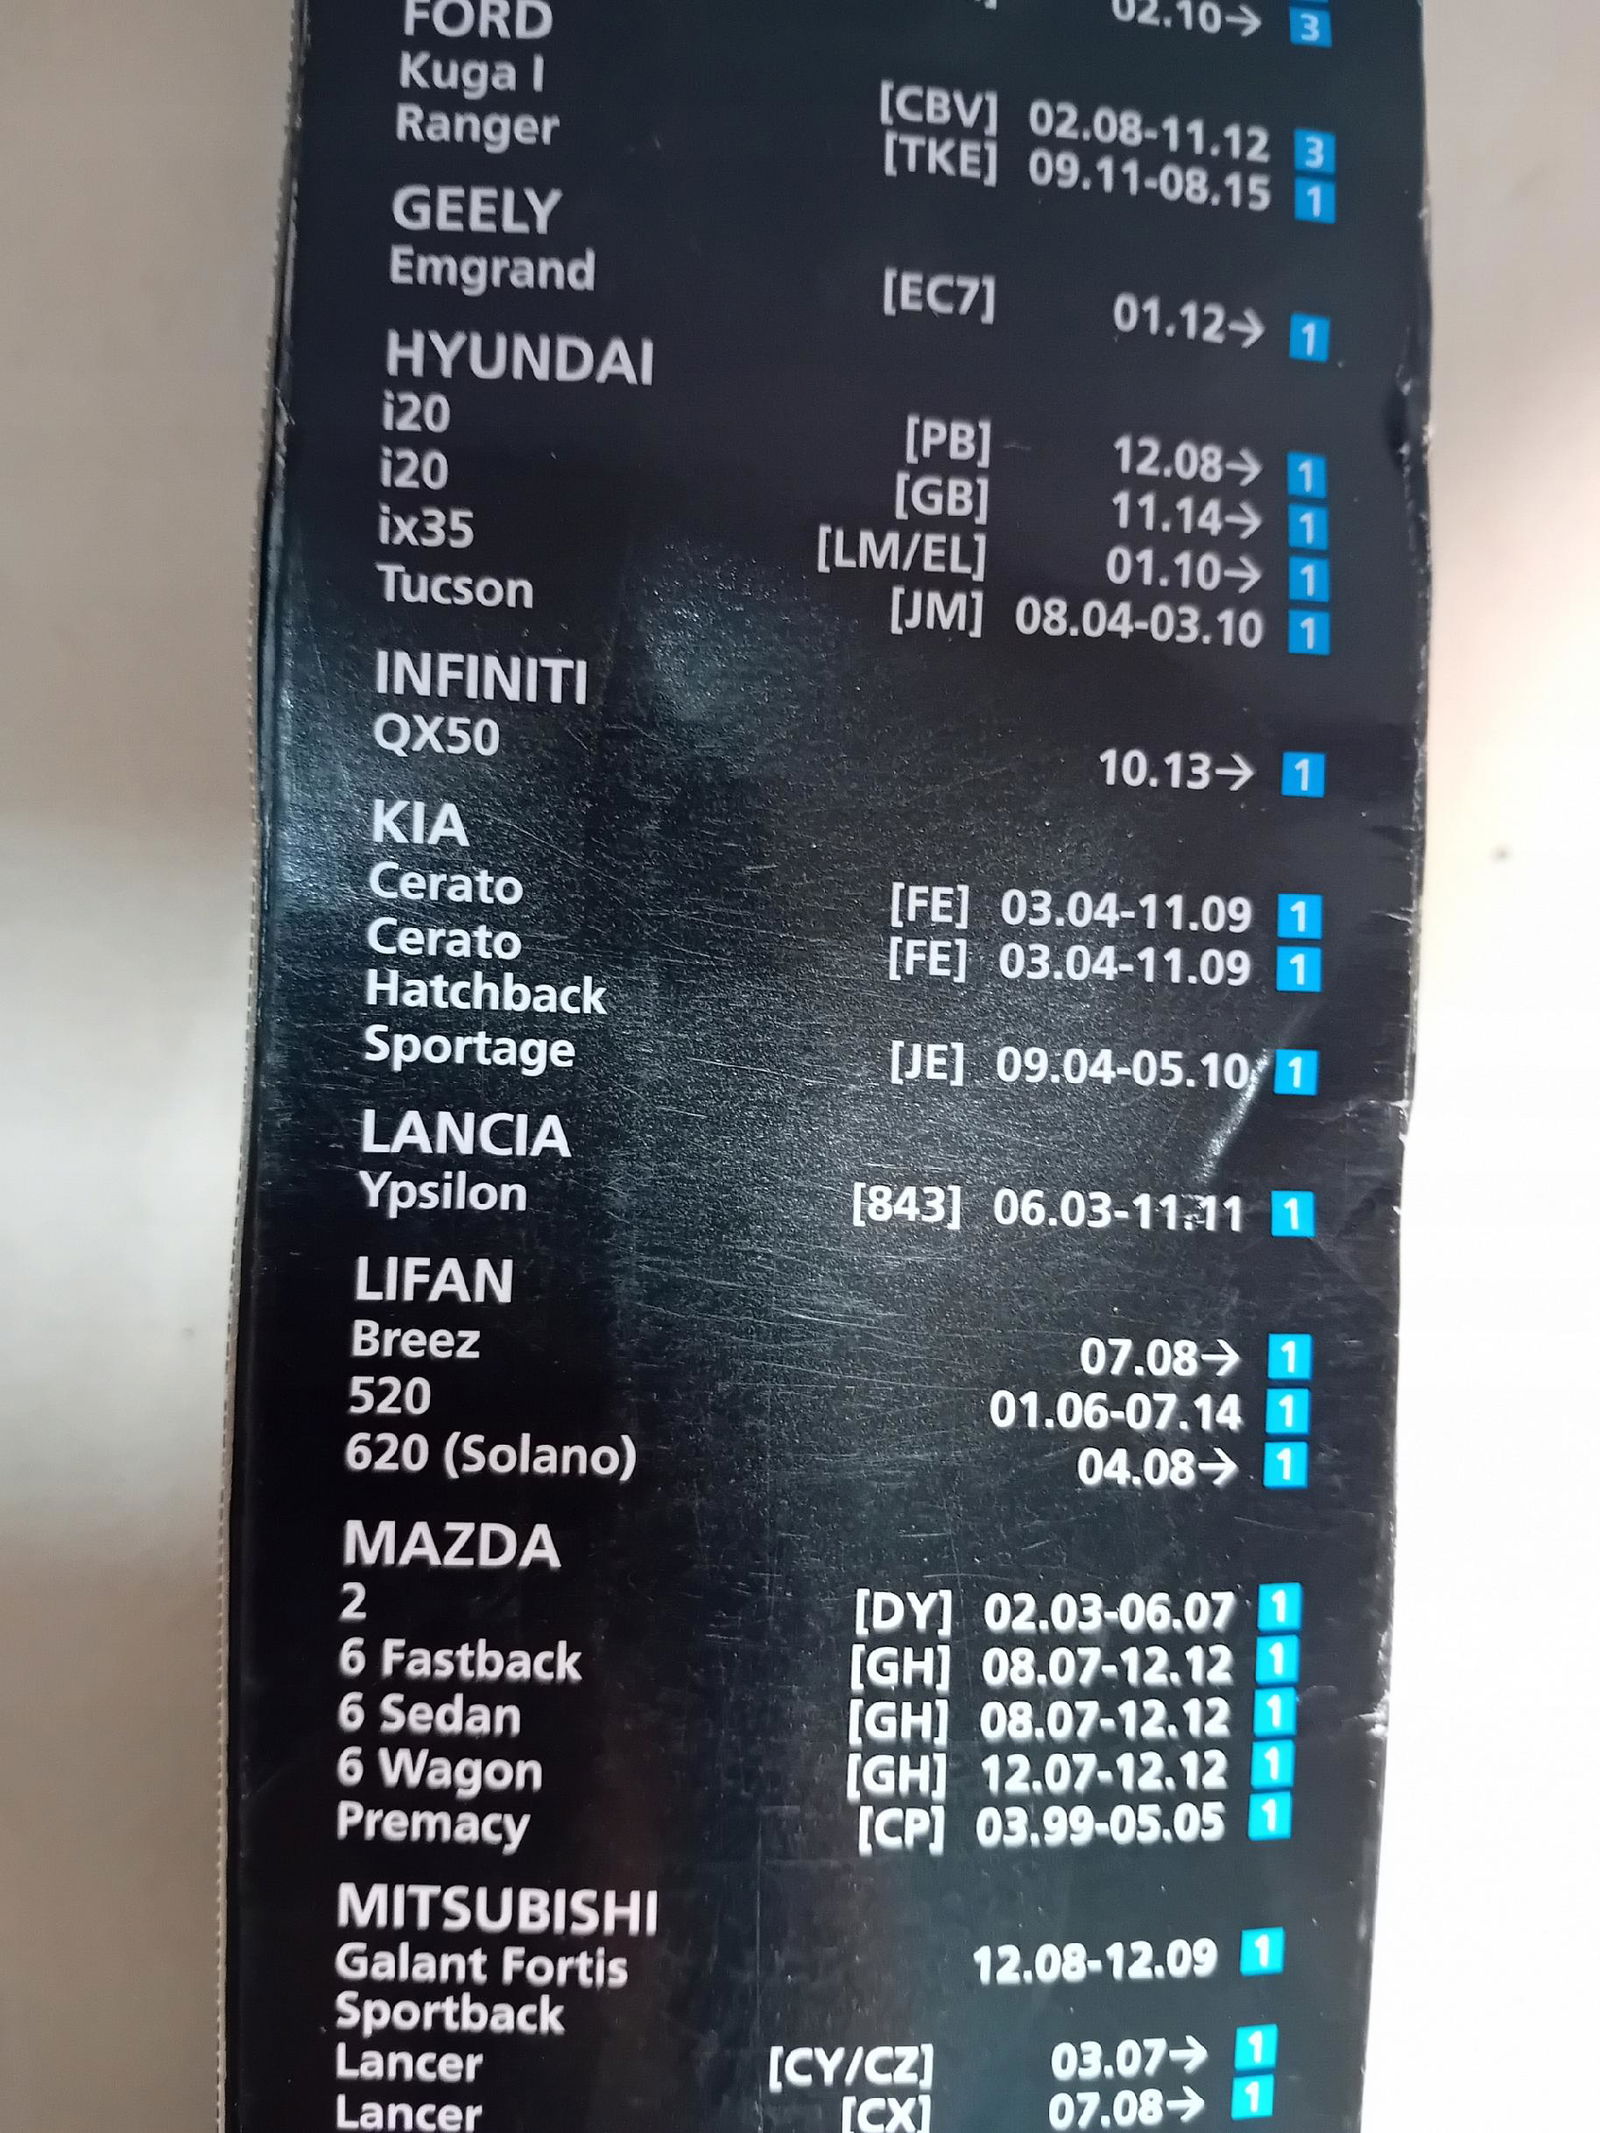 02.10→ 3
FORD
Kuga I [CBV] 02.08-11.12 3
Ranger [TKE] 09.11-08.15 1
GEELY
Emgrand [EC7] 01.12→ 1
HYUNDAI
i20 [PB] 12.08→ 1
i20 [GB] 11.14→ 1
ix35 [LM/EL] 01.10→ 1
Tucson [JM] 08.04-03.10 1
INFINITI
QX50 10.13→ 1
KIA
Cerato [FE] 03.04-11.09 1
Cerato [FE] 03.04-11.09 1
Hatchback
Sportage [JE] 09.04-05.10 1
LANCIA
Ypsilon [843] 06.03-11.11 1
LIFAN
Breez 07.08→ 1
520 01.06-07.14 1
620 (Solano) 04.08→ 1
MAZDA
2 [DY] 02.03-06.07 1
6 Fastback [GH] 08.07-12.12 1
6 Sedan [GH] 08.07-12.12 1
6 Wagon [GH] 12.07-12.12 1
Premacy [CP] 03.99-05.05 1
MITSUBISHI
Galant Fortis 12.08-12.09 1
Sportback
Lancer [CY/CZ] 03.07→ 1
Lancer [CX] 07.08→ 1